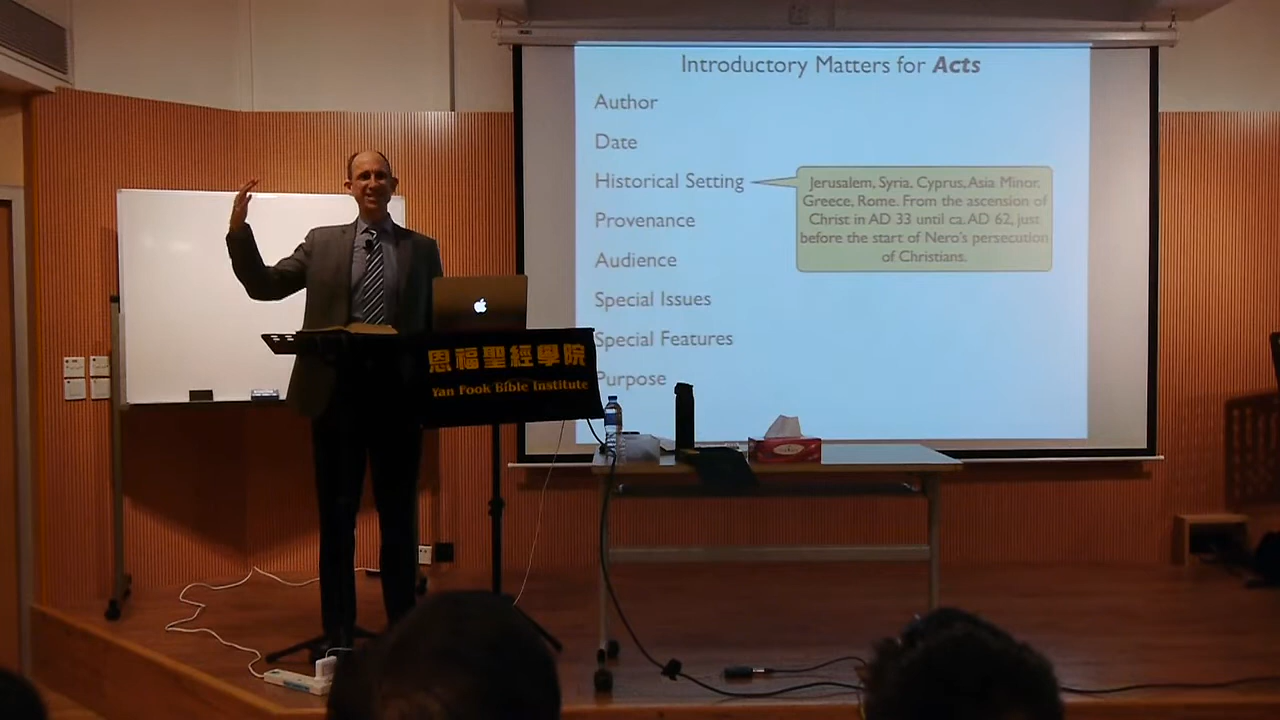 Introductory Matters for Acts
Author
Date
Historical Setting
Jerusalem, Syria, Cyprus, Asia Minor,
Greece, Rome. From the ascension of
Christ in AD 33 until ca. AD 62, just
before the start of Nero's persecution
of Christians.
Provenance
Audience
Special Issues
Special Features
Purpose
恩福聖經學院
Yan Fook Bible Institute